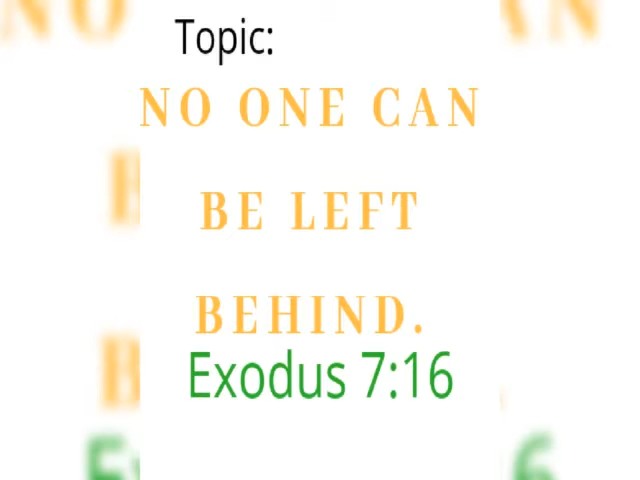 Topic:
NO ONE CAN
BE LEFT
BEHIND.
Exodus 7:16